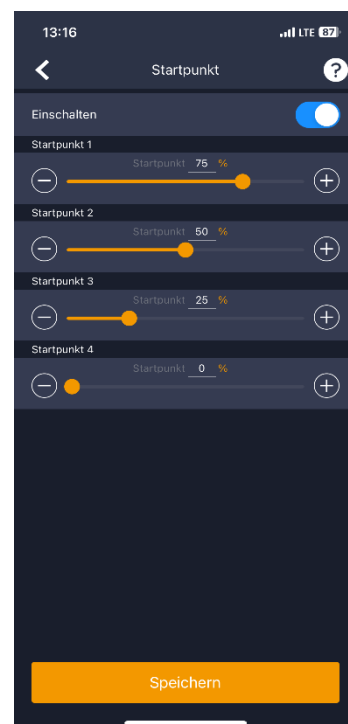 13:16 LTE 87
Startpunkt ?
Einschalten
Startpunkt 1
Startpunkt 75 %
Startpunkt 2
Startpunkt 50 %
Startpunkt 3
Startpunkt 25 %
Startpunkt 4
Startpunkt 0 %
Speichern